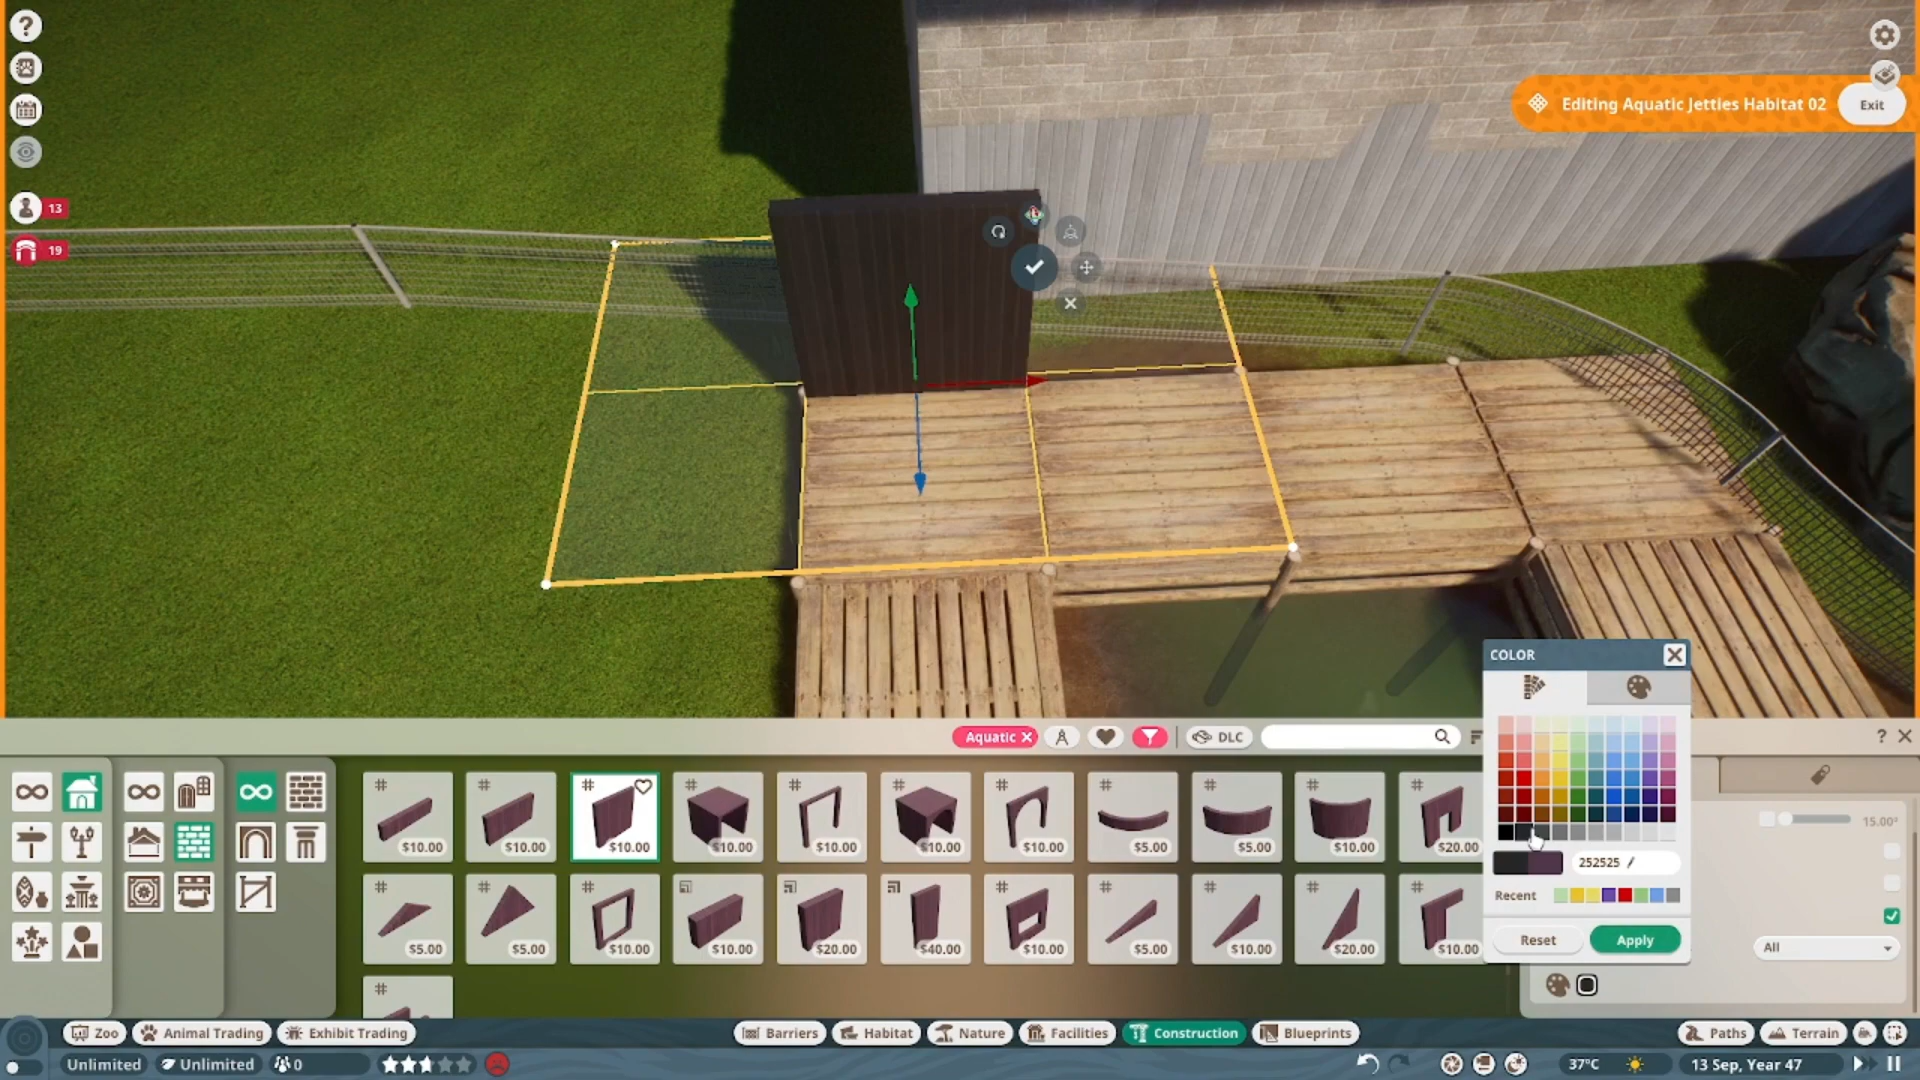 Editing Aquatic Jetties Habitat 02
Exit
13
19
COLOR
Aquatic
DLC
$10.00
$10.00
$10.00
$10.00
$10.00
$10.00
$10.00
$5.00
$5.00
$10.00
$20.00
15.00°
252525
Recent
$5.00
$5.00
$10.00
$10.00
$20.00
$40.00
$10.00
$5.00
$10.00
$20.00
$10.00
Reset
Apply
All
Zoo
Animal Trading
Exhibit Trading
Barriers
Habitat
Nature
Facilities
Construction
Blueprints
Paths
Terrain
Unlimited
Unlimited
0
37°C
13 Sep, Year 47